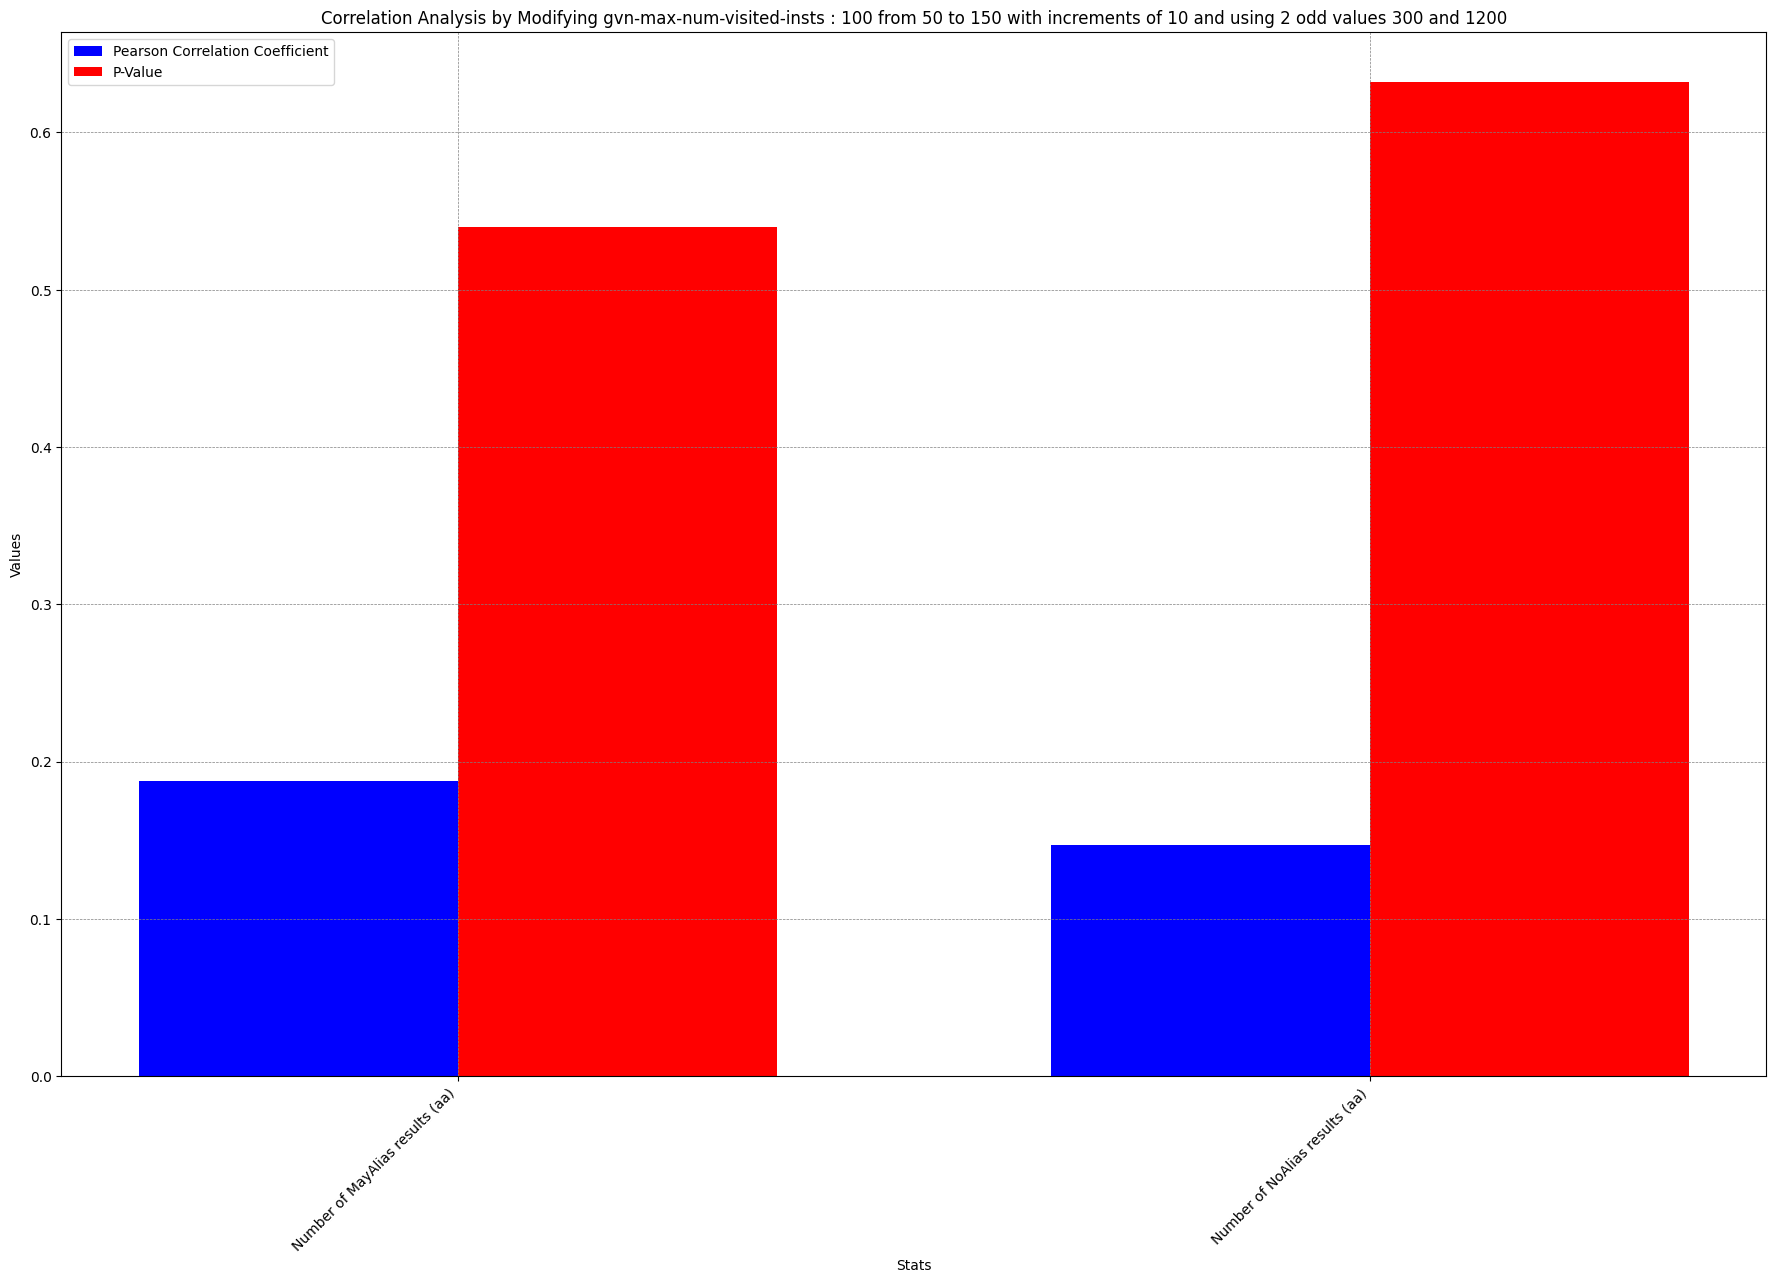 Correlation Analysis by Modifying gvn-max-num-visited-insts : 100 from 50 to 150 with increments of 10 and using 2 odd values 300 and 1200
Pearson Correlation Coefficient
P-Value
0.6
0.5
0.4
0.3
0.2
0.1
0.0
Values
Number of MayAlias results (aa)
Number of NoAlias results (aa)
Stats